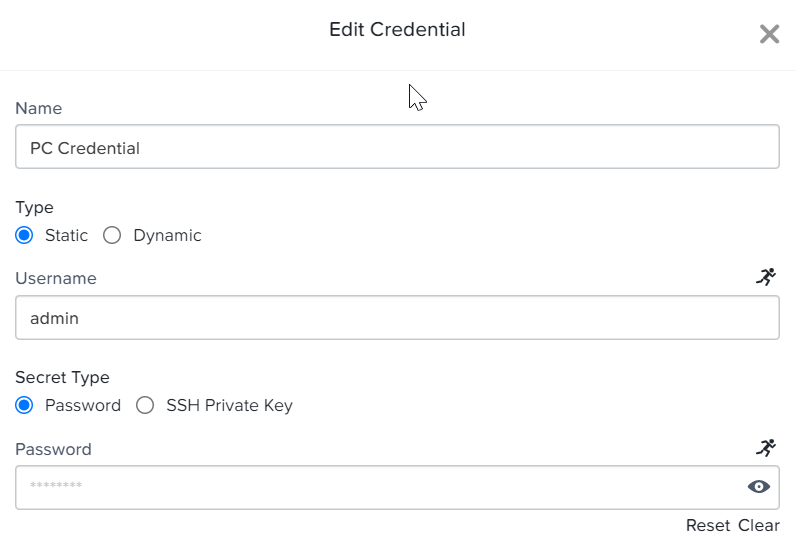 Edit Credential
Name
PC Credential
Type
Static Dynamic
Username
admin
Secret Type
Password SSH Private Key
Password
********
Reset Clear